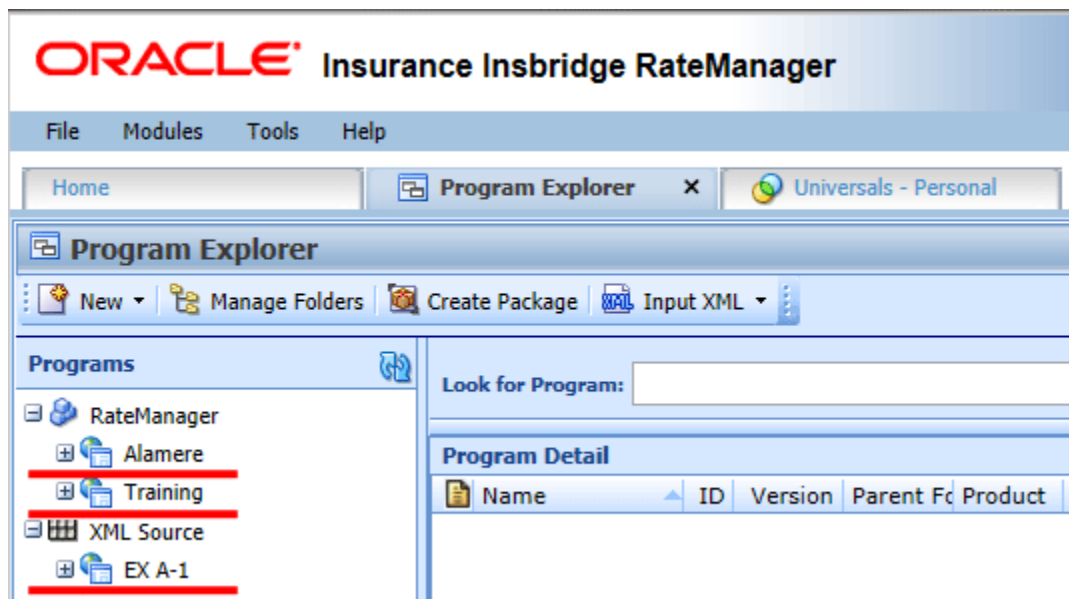 ORACLE Insurance Insbridge RateManager
File Modules Tools Help
Home Program Explorer × Universals - Personal
Program Explorer
New Manage Folders Create Package XML Input XML
Programs
Look for Program:
RateManager
Alamere
Training
XML Source
EX A-1
Program Detail
Name ID Version Parent Fc Product